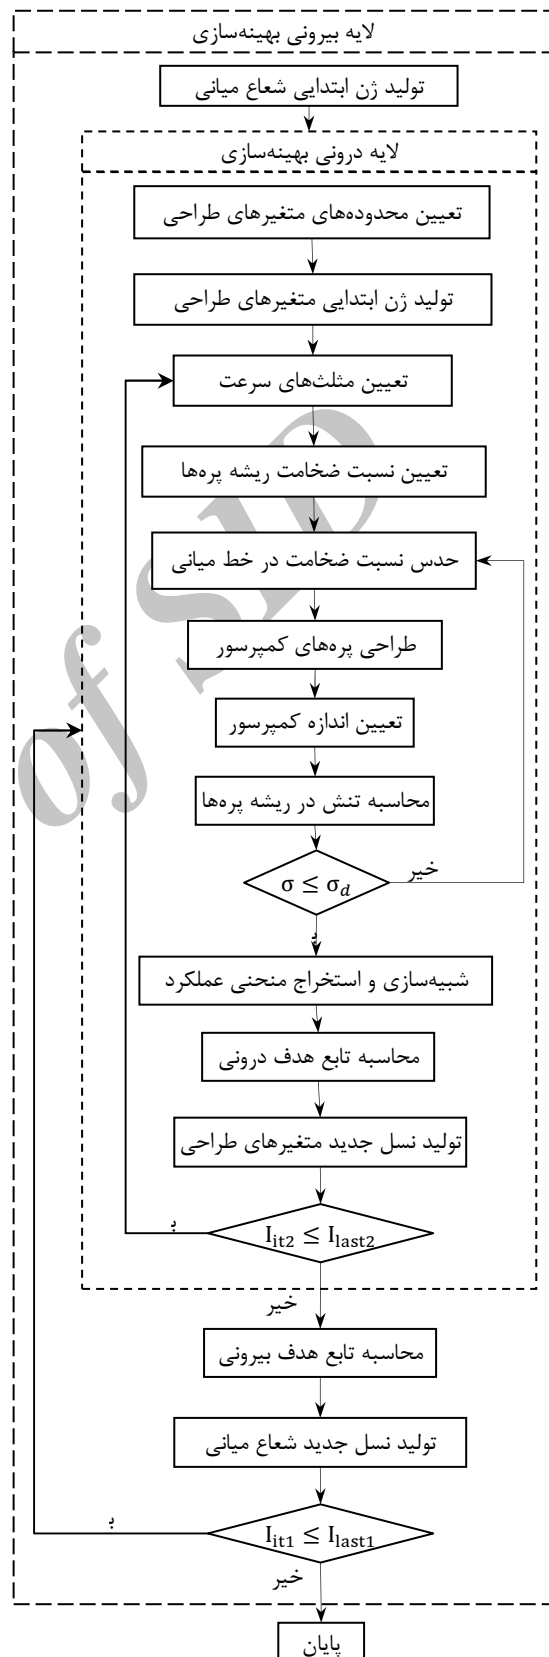 لایه بیرونی بهینه‌سازی
تولید ژن ابتدایی شعاع میانی
لایه درونی بهینه‌سازی
تعیین محدوده‌های متغیرهای طراحی
تولید ژن ابتدایی متغیرهای طراحی
تعیین مثلث‌های سرعت
تعیین نسبت ضخامت ریشه پره‌ها
حدس نسبت ضخامت در خط میانی
طراحی پره‌های کمپرسور
تعیین اندازه کمپرسور
محاسبه تنش در ریشه پره‌ها
σ ≤ σd
خیر
شبیه‌سازی و استخراج منحنی عملکرد
محاسبه تابع هدف درونی
تولید نسل جدید متغیرهای طراحی
Iit2 ≤ Ilast2
خیر
محاسبه تابع هدف بیرونی
تولید نسل جدید شعاع میانی
Iit1 ≤ Ilast1
خیر
پایان
of SID